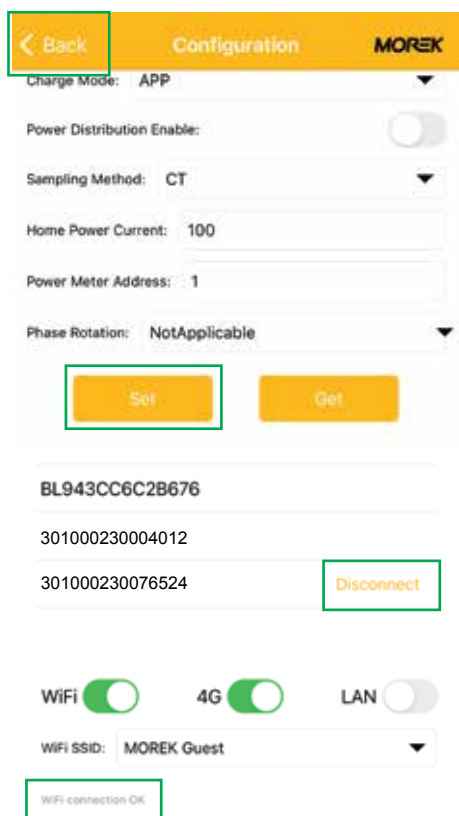 Back Configuration MOREK
Charge Mode: APP
Power Distribution Enable:
Sampling Method: CT
Home Power Current: 100
Power Meter Address: 1
Phase Rotation: NotApplicable
Set Get
BL943CC6C2B676
301000230004012
301000230076524 Disconnect
WiFi 4G LAN
WiFi SSID: MOREK Guest
WiFi connection OK